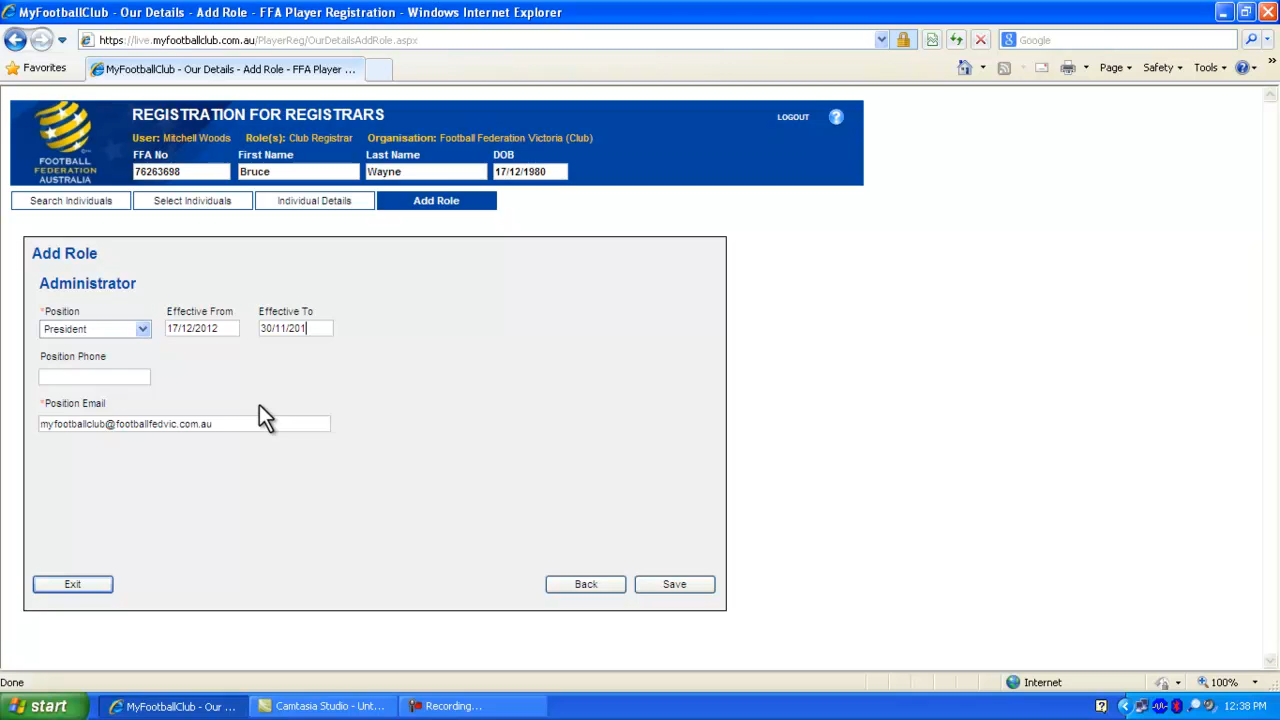 MyFootballClub - Our Details - Add Role - FFA Player Registration - Windows Internet Explorer
https://live.myfootballclub.com.au/PlayerReg/OurDetailsAddRole.aspx
Google
Favorites
MyFootballClub - Our Details - Add Role - FFA Player ...
Page
Safety
Tools
»
FOOTBALL
FEDERATION
AUSTRALIA
REGISTRATION FOR REGISTRARS
LOGOUT
?
User: Mitchell Woods Role(s): Club Registrar Organisation: Football Federation Victoria (Club)
FFA No First Name Last Name DOB
76263698 Bruce Wayne 17/12/1980
Search Individuals Select Individuals Individual Details Add Role
Add Role
Administrator
*Position Effective From Effective To
President 17/12/2012 30/11/201
Position Phone
*Position Email
myfootballclub@footballfedvic.com.au
Exit Back Save
Done Internet 100%
start MyFootballClub - Our ... Camtasia Studio - Unt... Recording... 12:38 PM